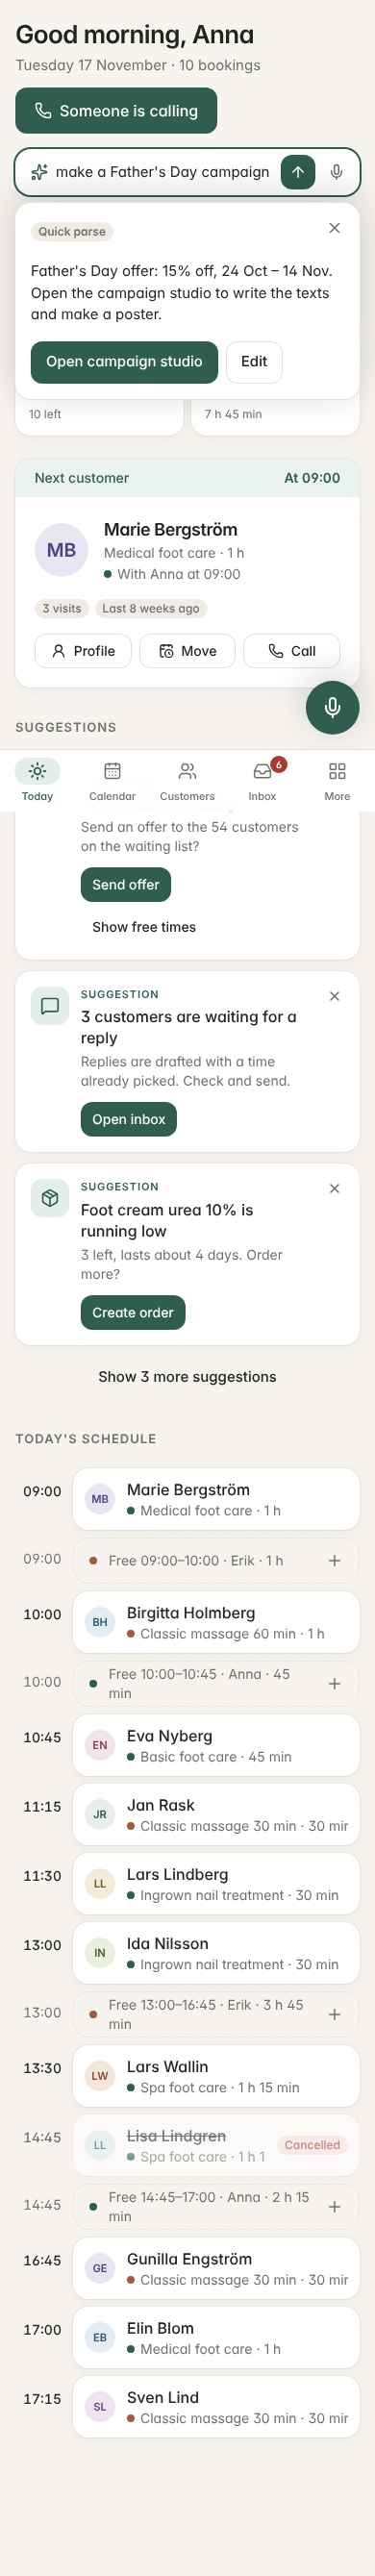 Good morning, Anna
Tuesday 17 November · 10 bookings
Someone is calling
make a Father's Day campaign
Quick parse
Father's Day offer: 15% off, 24 Oct – 14 Nov.
Open the campaign studio to write the texts
and make a poster.
Open campaign studio
Edit
10 left
7 h 45 min
Next customer
At 09:00
MB
Marie Bergström
Medical foot care · 1 h
With Anna at 09:00
3 visits
Last 8 weeks ago
Profile
Move
Call
SUGGESTIONS
Today
Calendar
Customers
6
Inbox
More
Send an offer to the 54 customers
on the waiting list?
Send offer
Show free times
SUGGESTION
3 customers are waiting for a
reply
Replies are drafted with a time
already picked. Check and send.
Open inbox
SUGGESTION
Foot cream urea 10% is
running low
3 left, lasts about 4 days. Order
more?
Create order
Show 3 more suggestions
TODAY'S SCHEDULE
09:00
MB
Marie Bergström
Medical foot care · 1 h
09:00
Free 09:00–10:00 · Erik · 1 h
10:00
BH
Birgitta Holmberg
Classic massage 60 min · 1 h
10:00
Free 10:00–10:45 · Anna · 45
min
10:45
EN
Eva Nyberg
Basic foot care · 45 min
11:15
JR
Jan Rask
Classic massage 30 min · 30 min
11:30
LL
Lars Lindberg
Ingrown nail treatment · 30 min
13:00
IN
Ida Nilsson
Ingrown nail treatment · 30 min
13:00
Free 13:00–16:45 · Erik · 3 h 45
min
13:30
LW
Lars Wallin
Spa foot care · 1 h 15 min
14:45
LL
Lisa Lindgren
Spa foot care · 1 h 1
Cancelled
14:45
Free 14:45–17:00 · Anna · 2 h 15
min
16:45
GE
Gunilla Engström
Classic massage 30 min · 30 min
17:00
EB
Elin Blom
Medical foot care · 1 h
17:15
SL
Sven Lind
Classic massage 30 min · 30 min